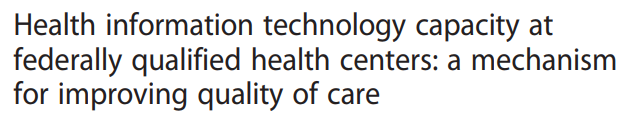 Health information technology capacity at
federally qualified health centers: a mechanism
for improving quality of care